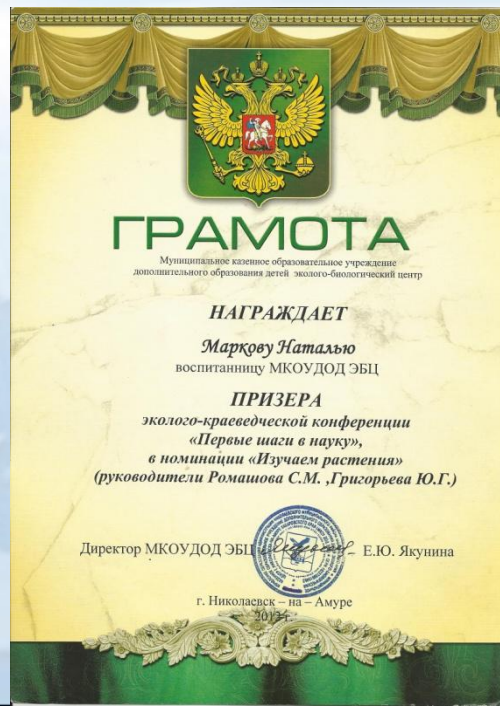 ГРАМОТА
Муниципальное казенное образовательное учреждение
дополнительного образования детей эколого-биологический центр
НАГРАЖДАЕТ
Маркову Наталью
воспитанницу МКОУДОД ЭБЦ
ПРИЗЕРА
эколого-краеведческой конференции
«Первые шаги в науку»,
в номинации «Изучаем растения»
(руководители Ромашова С.М. ,Григорьева Ю.Г.)
Директор МКОУДОД ЭБЦ Е.Ю. Якунина
г. Николаевск – на – Амуре